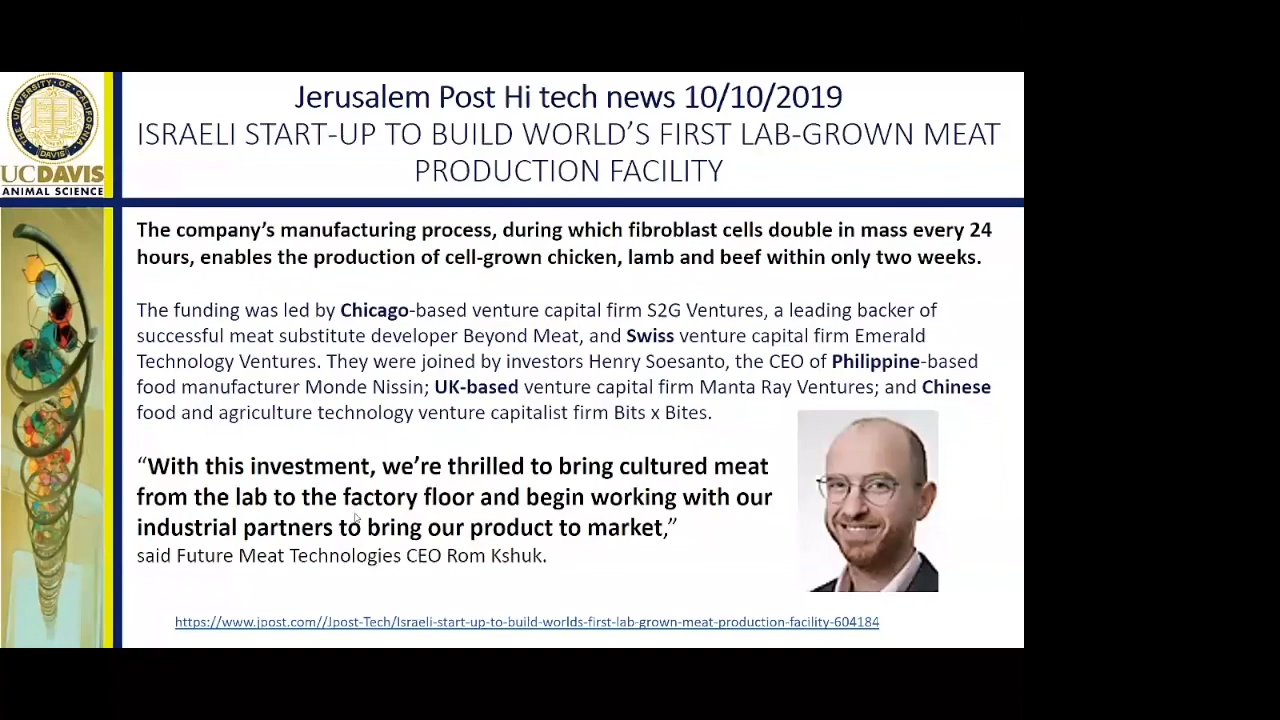 THE UNIVERSITY OF CALIFORNIA
DAVIS
UCDAVIS
ANIMAL SCIENCE
Jerusalem Post Hi tech news 10/10/2019
ISRAELI START-UP TO BUILD WORLD’S FIRST LAB-GROWN MEAT
PRODUCTION FACILITY
The company’s manufacturing process, during which fibroblast cells double in mass every 24
hours, enables the production of cell-grown chicken, lamb and beef within only two weeks.
The funding was led by Chicago-based venture capital firm S2G Ventures, a leading backer of
successful meat substitute developer Beyond Meat, and Swiss venture capital firm Emerald
Technology Ventures. They were joined by investors Henry Soesanto, the CEO of Philippine-based
food manufacturer Monde Nissin; UK-based venture capital firm Manta Ray Ventures; and Chinese
food and agriculture technology venture capitalist firm Bits x Bites.
“With this investment, we’re thrilled to bring cultured meat
from the lab to the factory floor and begin working with our
industrial partners to bring our product to market,”
said Future Meat Technologies CEO Rom Kshuk.
https://www.jpost.com//Jpost-Tech/Israeli-start-up-to-build-worlds-first-lab-grown-meat-production-facility-604184